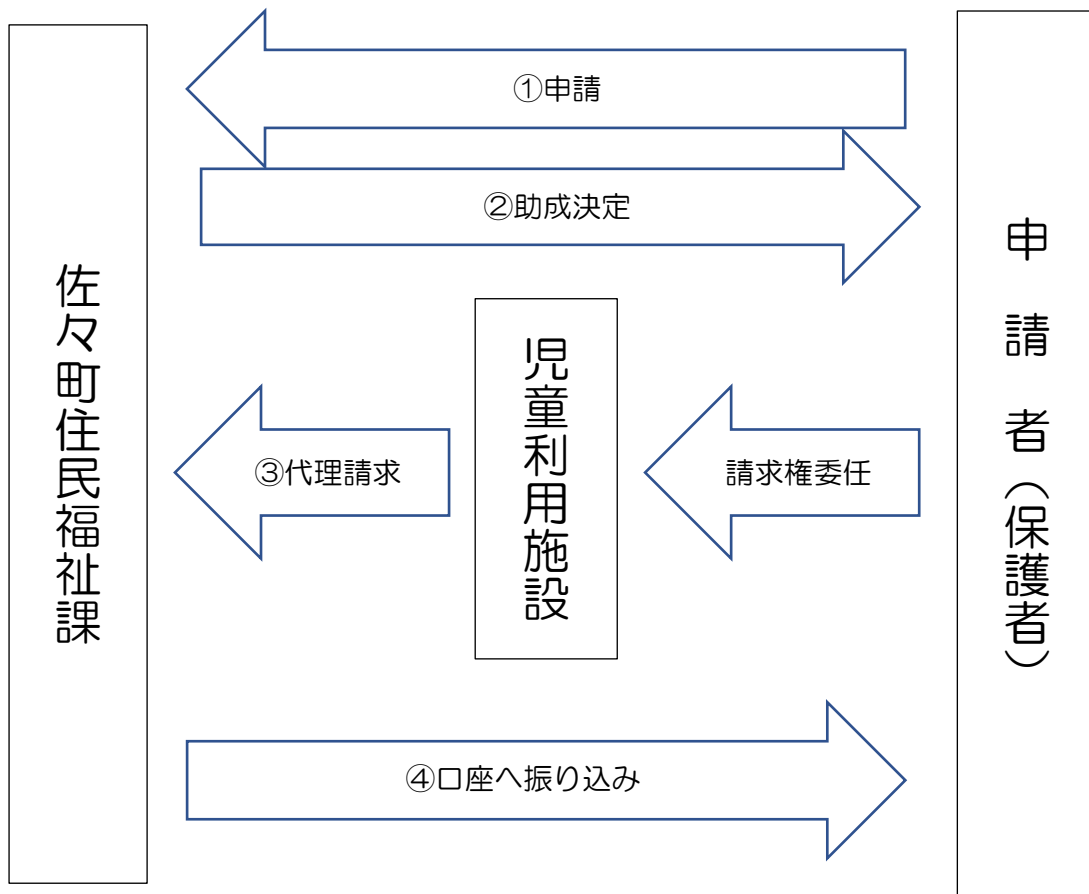 ①申請
②助成決定
佐々町住民福祉課
児童利用施設
申請者(保護者)
③代理請求
請求権委任
④口座へ振り込み